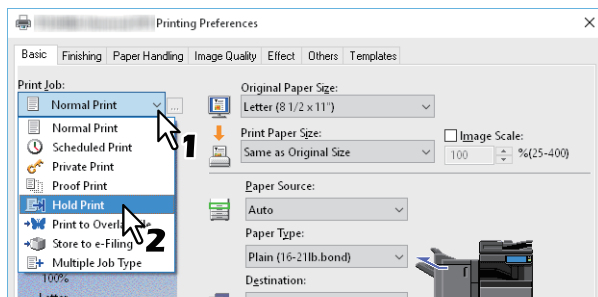 Printing Preferences
Basic Finishing Paper Handling Image Quality Effect Others Templates
Print Job:
Normal Print
...
Normal Print
Scheduled Print
Private Print
Proof Print
Hold Print
Print to
Store to e-Filing
Multiple Job Type
1
2
100%
Original Paper Size:
Letter (8 1/2 x 11")
Print Paper Size:
Same as Original Size
Image Scale:
100 %(25-400)
Paper Source:
Auto
Paper Type:
Plain (16-21lb.bond)
Destination: